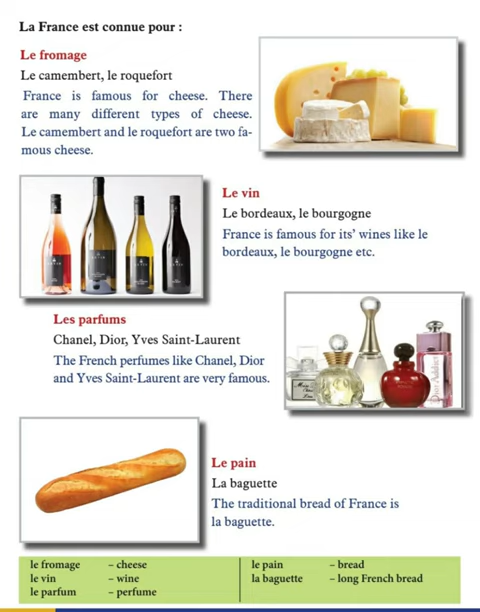 La France est connue pour :
Le fromage
Le camembert, le roquefort
France is famous for cheese. There
are many different types of cheese.
Le camembert and le roquefort are two fa-
mous cheese.
Le vin
Le bordeaux, le bourgogne
France is famous for its’ wines like le
bordeaux, le bourgogne etc.
Les parfums
Chanel, Dior, Yves Saint-Laurent
The French perfumes like Chanel, Dior
and Yves Saint-Laurent are very famous.
Dior Addict
Le pain
La baguette
The traditional bread of France is
la baguette.
le fromage – cheese
le vin – wine
le parfum – perfume
le pain – bread
la baguette – long French bread